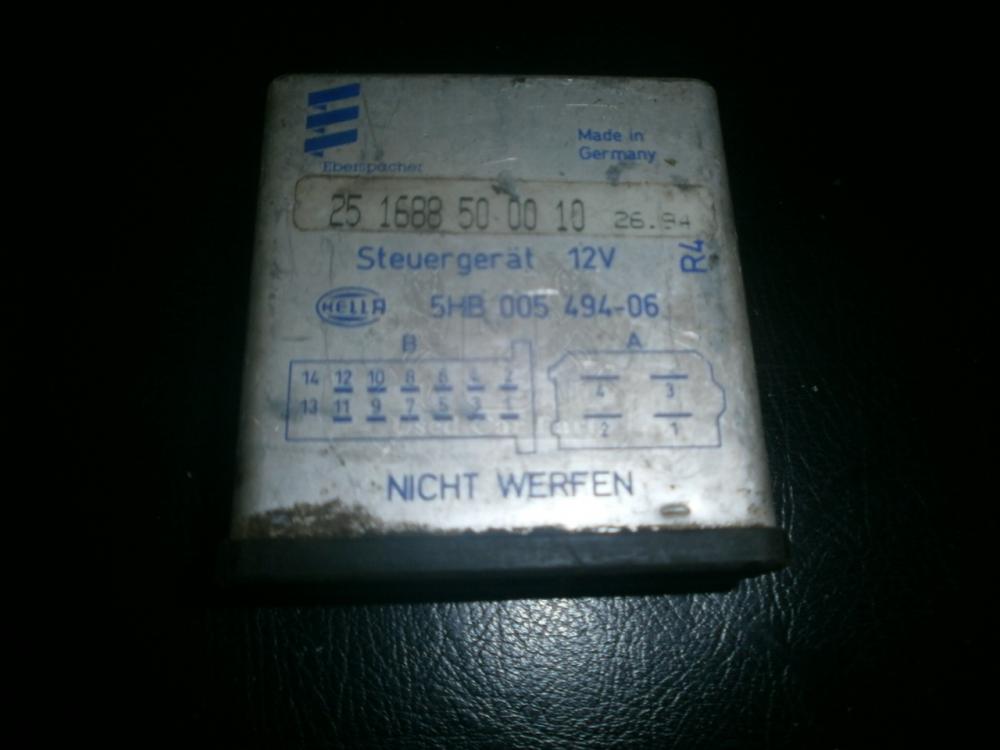 Eberspächer
Made in
Germany
25 1688 50 00 10 26.94
Steuergerät 12V R4
HELLA 5HB 005 494-06
B A
14 12 10 8 6 4 2
13 11 9 7 5 3 1
4 3
2 1
NICHT WERFEN